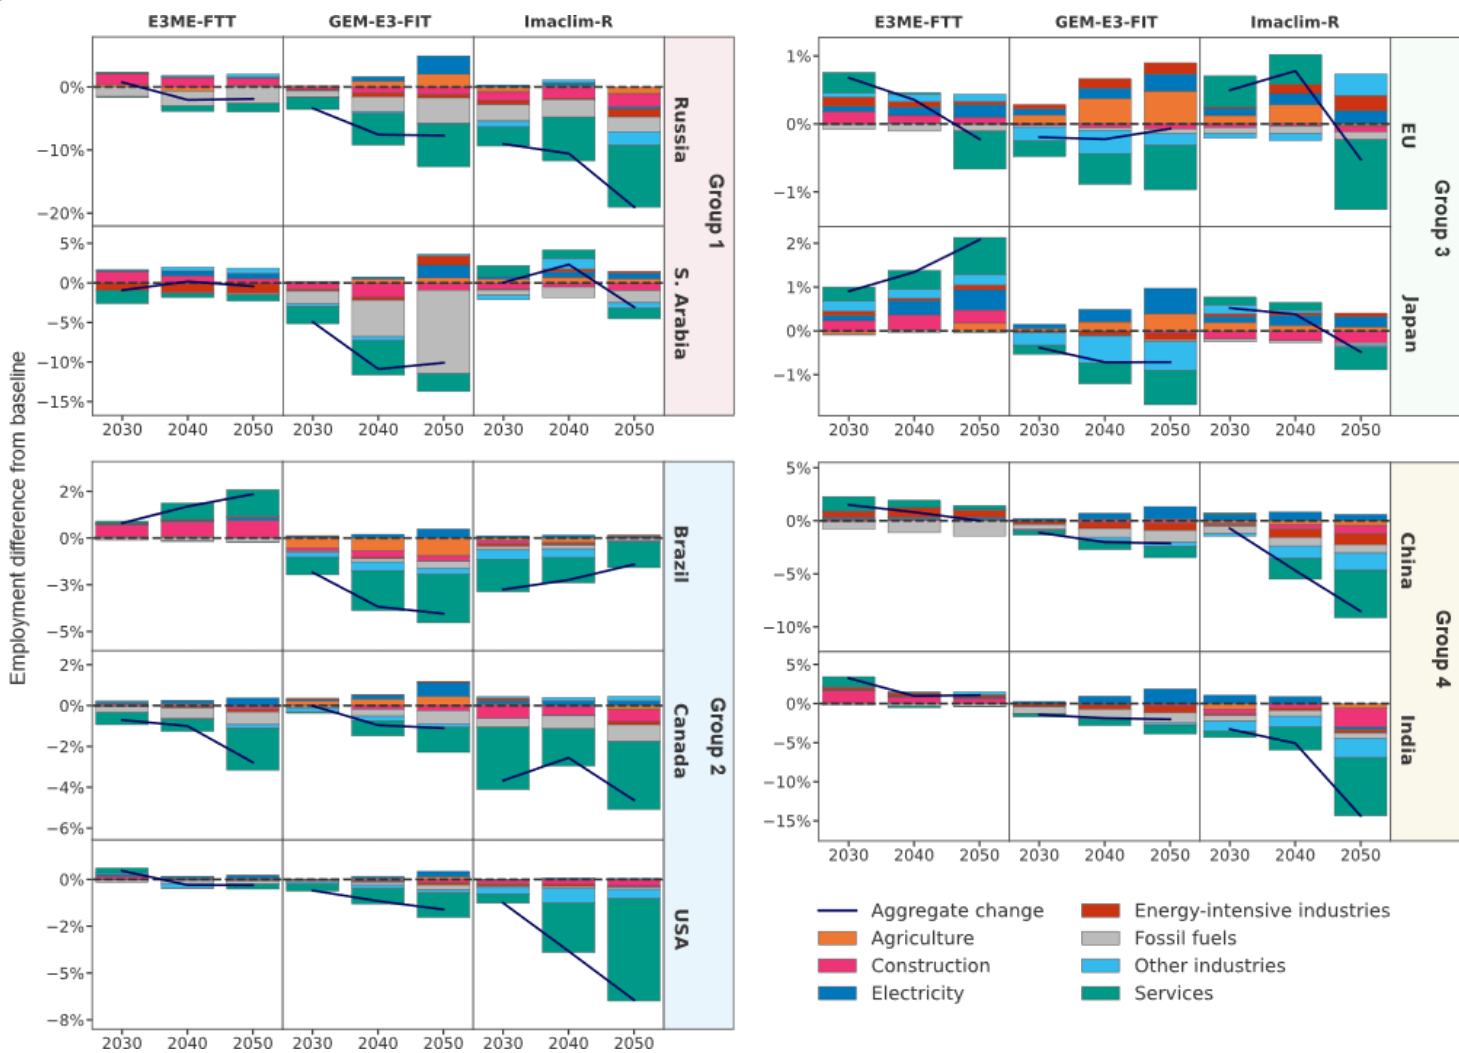 E3ME-FTT GEM-E3-FIT Imaclim-R
0%
−10%
−20%
Russia
5%
0%
−5%
−10%
−15%
S. Arabia
Group 1
2030 2040 2050 2030 2040 2050 2030 2040 2050
E3ME-FTT GEM-E3-FIT Imaclim-R
1%
0%
−1%
EU
2%
1%
0%
−1%
Japan
Group 3
2030 2040 2050 2030 2040 2050 2030 2040 2050
Employment difference from baseline
2%
0%
−3%
−5%
Brazil
2%
0%
−2%
−4%
−6%
Canada
0%
−2%
−5%
−8%
USA
Group 2
2030 2040 2050 2030 2040 2050 2030 2040 2050
5%
0%
−5%
−10%
China
5%
0%
−5%
−10%
−15%
India
Group 4
2030 2040 2050 2030 2040 2050 2030 2040 2050
Aggregate change
Agriculture
Construction
Electricity
Energy-intensive industries
Fossil fuels
Other industries
Services